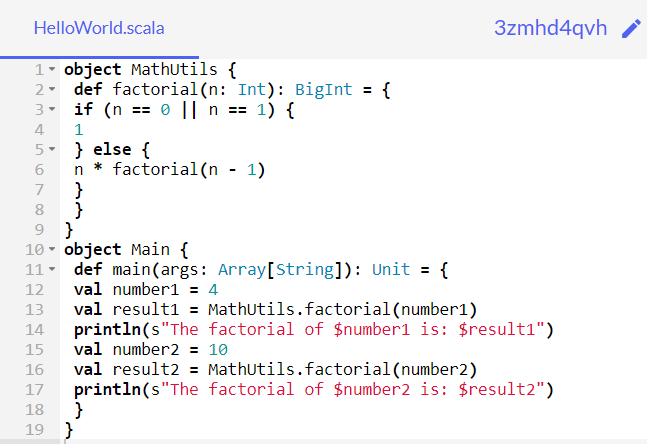 HelloWorld.scala
3zmhd4qvh
1 object MathUtils {
2 def factorial(n: Int): BigInt = {
3 if (n == 0 || n == 1) {
4 1
5 } else {
6 n * factorial(n - 1)
7 }
8 }
9 }
10 object Main {
11 def main(args: Array[String]): Unit = {
12 val number1 = 4
13 val result1 = MathUtils.factorial(number1)
14 println(s"The factorial of $number1 is: $result1")
15 val number2 = 10
16 val result2 = MathUtils.factorial(number2)
17 println(s"The factorial of $number2 is: $result2")
18 }
19 }